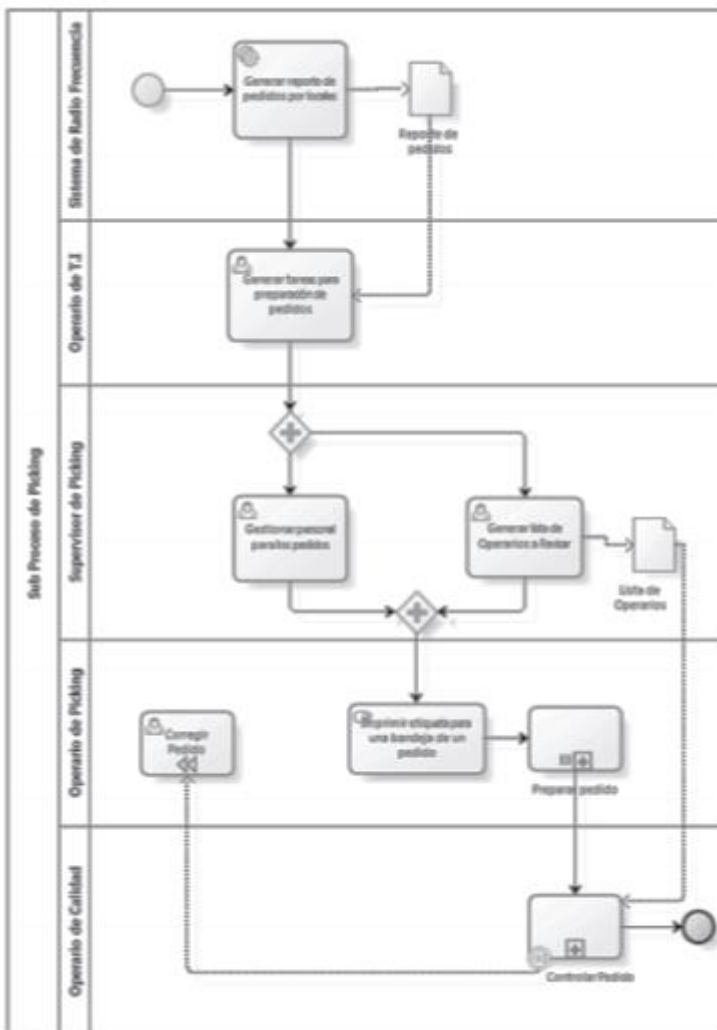 Sub Proceso de Picking
Sistema de Radio Frecuencia
Generar reporte de
pedidos por locales
Reporte de
pedidos
Operario de T.I
Generar tareas para
preparación de
pedidos
Supervisor de Picking
Gestionar personal
para los pedidos
Generar lista de
Operarios a Revisar
Lista de
Operarios
Operario de Picking
Corregir
Pedido
Imprimir etiqueta para
una bandeja de un
pedido
Preparar pedido
Operario de Calidad
Controlar Pedido